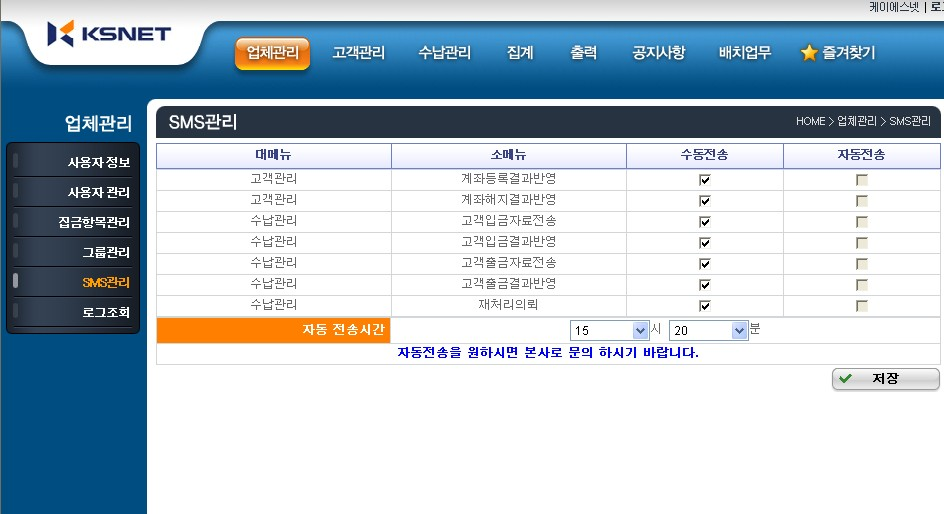 케이에스넷 | 로그
KSNET
업체관리 고객관리 수납관리 집계 출력 공지사항 배치업무 즐겨찾기
업체관리
사용자 정보
사용자 관리
집금항목관리
그룹관리
SMS관리
로그조회
SMS관리
HOME > 업체관리 > SMS관리
대메뉴 소메뉴 수동전송 자동전송
고객관리 계좌등록결과반영
고객관리 계좌해지결과반영
수납관리 고객입금자료전송
수납관리 고객입금결과반영
수납관리 고객출금자료전송
수납관리 고객출금결과반영
수납관리 재처리의뢰
자동 전송시간 15 시 20 분
자동전송을 원하시면 본사로 문의 하시기 바랍니다.
저장